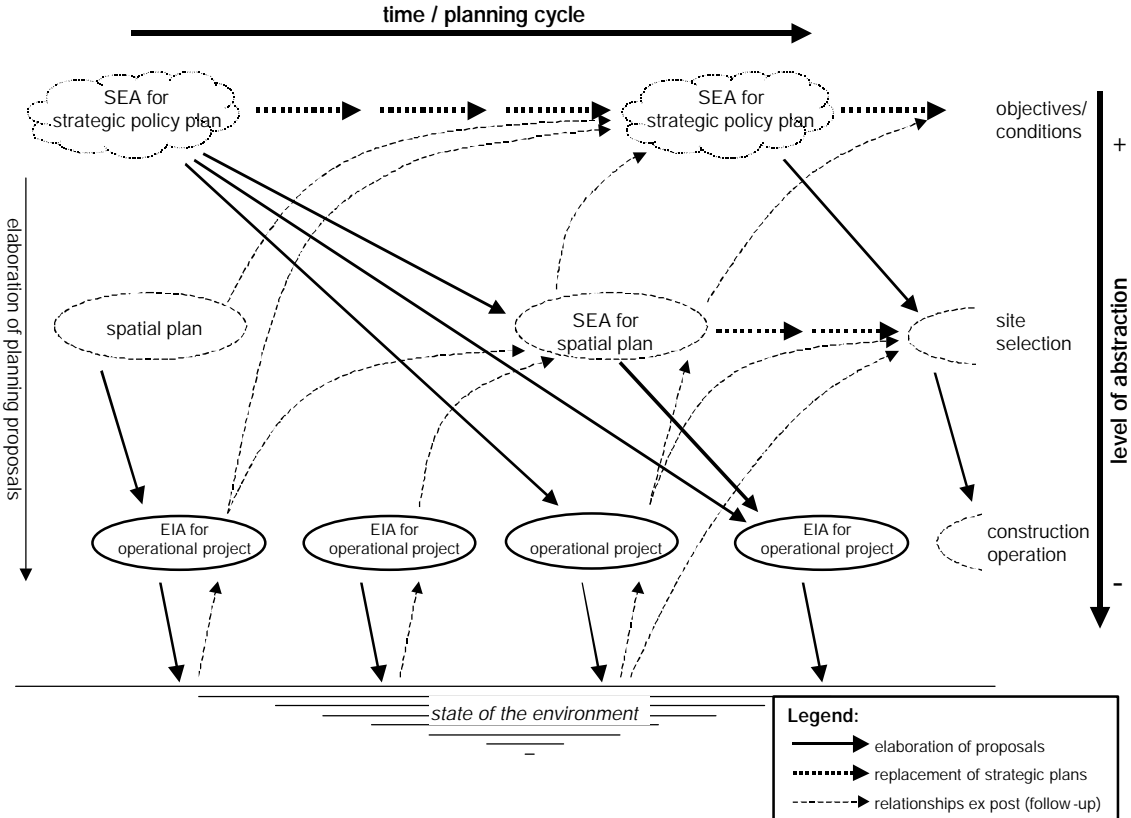 time / planning cycle
SEA for
strategic policy plan
SEA for
strategic policy plan
objectives/
conditions
+
elaboration of planning proposals
spatial plan
SEA for
spatial plan
site
selection
level of abstraction
EIA for
operational project
EIA for
operational project
operational project
EIA for
operational project
construction
operation
-
state of the environment
Legend:
elaboration of proposals
replacement of strategic plans
relationships ex post (follow-up)